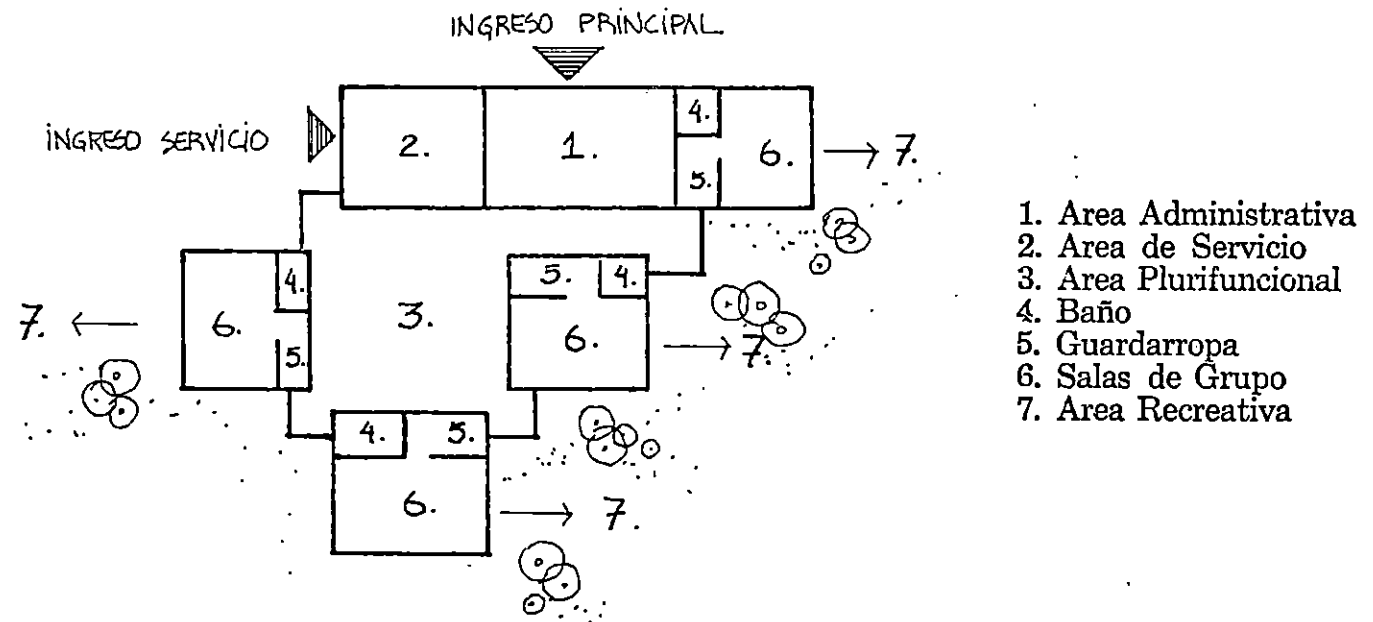 INGRESO PRINCIPAL
INGRESO SERVICIO
2.
1.
4.
5.
6.
7.
4.
5.
6.
7.
3.
5.
4.
6.
7.
4.
5.
6.
7.
1. Area Administrativa
2. Area de Servicio
3. Area Plurifuncional
4. Baño
5. Guardarropa
6. Salas de Grupo
7. Area Recreativa